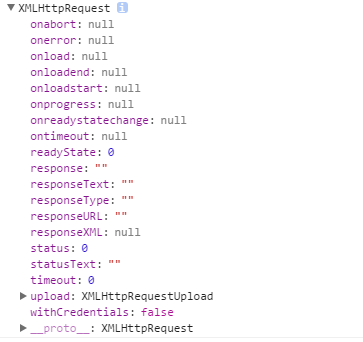 ▼XMLHttpRequest i
onabort: null
onerror: null
onload: null
onloadend: null
onloadstart: null
onprogress: null
onreadystatechange: null
ontimeout: null
readyState: 0
response: ""
responseText: ""
responseType: ""
responseURL: ""
responseXML: null
status: 0
statusText: ""
timeout: 0
▶upload: XMLHttpRequestUpload
withCredentials: false
▶__proto__: XMLHttpRequest